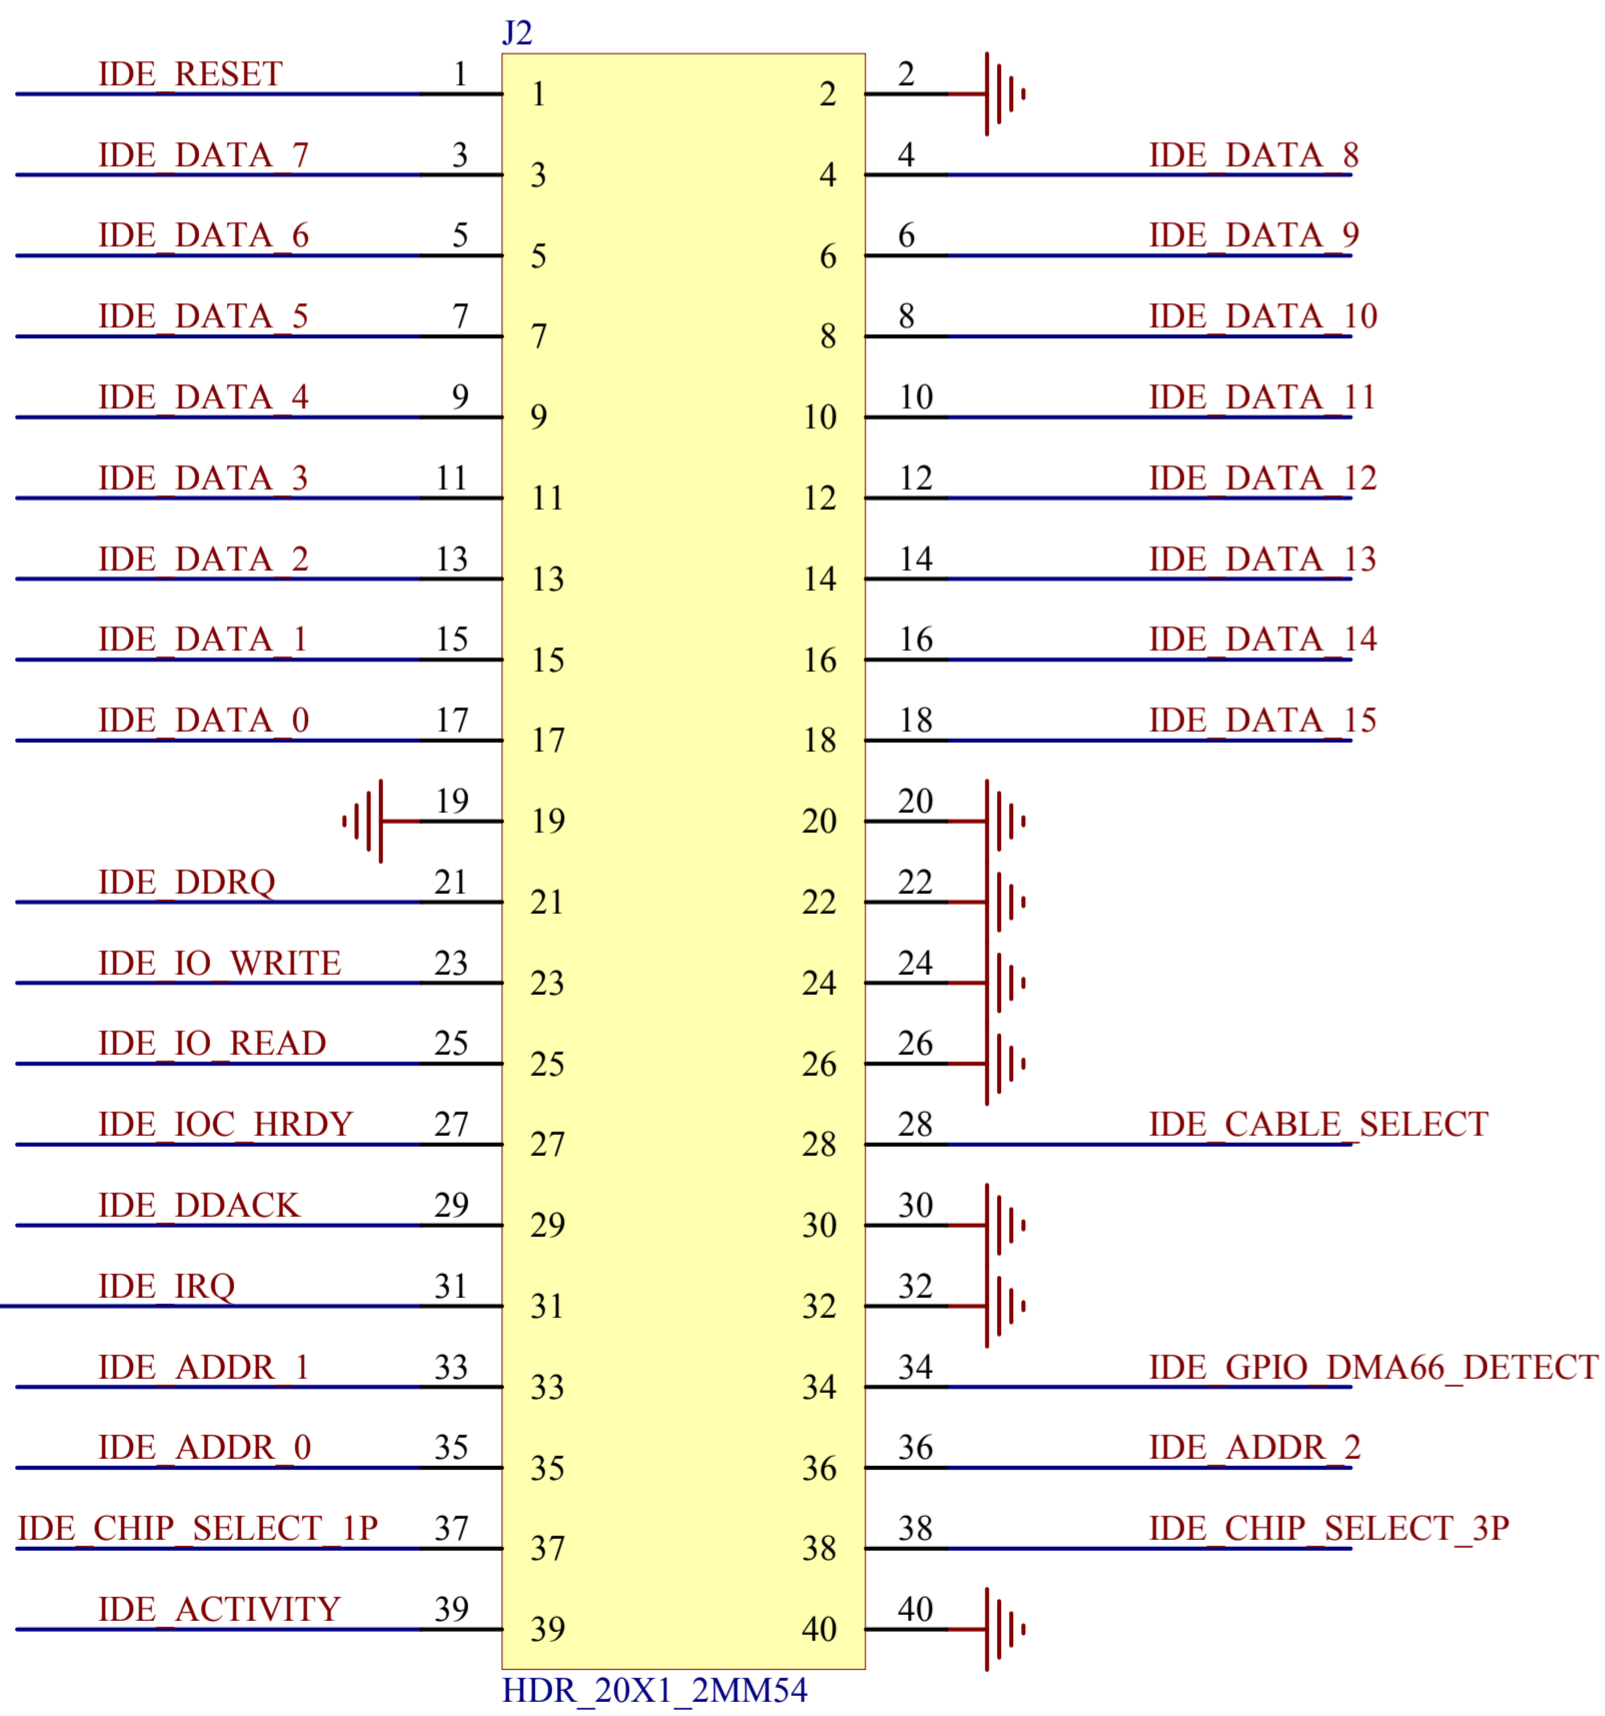 J2
IDE_RESET 1 1 2 2
IDE_DATA_7 3 3 4 4 IDE_DATA_8
IDE_DATA_6 5 5 6 6 IDE_DATA_9
IDE_DATA_5 7 7 8 8 IDE_DATA_10
IDE_DATA_4 9 9 10 10 IDE_DATA_11
IDE_DATA_3 11 11 12 12 IDE_DATA_12
IDE_DATA_2 13 13 14 14 IDE_DATA_13
IDE_DATA_1 15 15 16 16 IDE_DATA_14
IDE_DATA_0 17 17 18 18 IDE_DATA_15
19 19 20 20
IDE_DDRQ 21 21 22 22
IDE_IO_WRITE 23 23 24 24
IDE_IO_READ 25 25 26 26
IDE_IOC_HRDY 27 27 28 28 IDE_CABLE_SELECT
IDE_DDACK 29 29 30 30
IDE_IRQ 31 31 32 32
IDE_ADDR_1 33 33 34 34 IDE_GPIO_DMA66_DETECT
IDE_ADDR_0 35 35 36 36 IDE_ADDR_2
IDE_CHIP_SELECT_1P 37 37 38 38 IDE_CHIP_SELECT_3P
IDE_ACTIVITY 39 39 40 40
HDR_20X1_2MM54